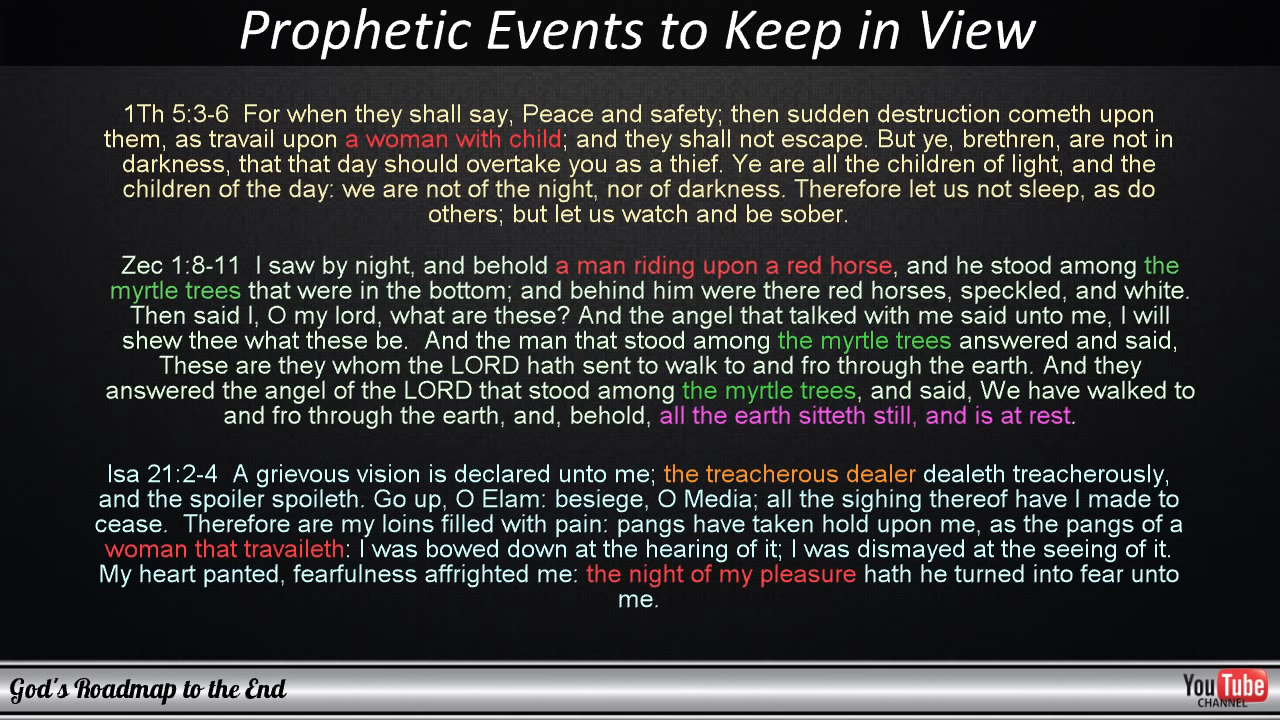 Prophetic Events to Keep in View
1Th 5:3-6  For when they shall say, Peace and safety; then sudden destruction cometh upon
them, as travail upon a woman with child; and they shall not escape. But ye, brethren, are not in
darkness, that that day should overtake you as a thief. Ye are all the children of light, and the
children of the day: we are not of the night, nor of darkness. Therefore let us not sleep, as do
others; but let us watch and be sober.
Zec 1:8-11  I saw by night, and behold a man riding upon a red horse, and he stood among the
myrtle trees that were in the bottom; and behind him were there red horses, speckled, and white.
Then said I, O my lord, what are these? And the angel that talked with me said unto me, I will
shew thee what these be.  And the man that stood among the myrtle trees answered and said,
These are they whom the LORD hath sent to walk to and fro through the earth. And they
answered the angel of the LORD that stood among the myrtle trees, and said, We have walked to
and fro through the earth, and, behold, all the earth sitteth still, and is at rest.
Isa 21:2-4  A grievous vision is declared unto me; the treacherous dealer dealeth treacherously,
and the spoiler spoileth. Go up, O Elam: besiege, O Media; all the sighing thereof have I made to
cease.  Therefore are my loins filled with pain: pangs have taken hold upon me, as the pangs of a
woman that travaileth: I was bowed down at the hearing of it; I was dismayed at the seeing of it.
My heart panted, fearfulness affrighted me: the night of my pleasure hath he turned into fear unto
me.
God's Roadmap to the End
YouTube
CHANNEL